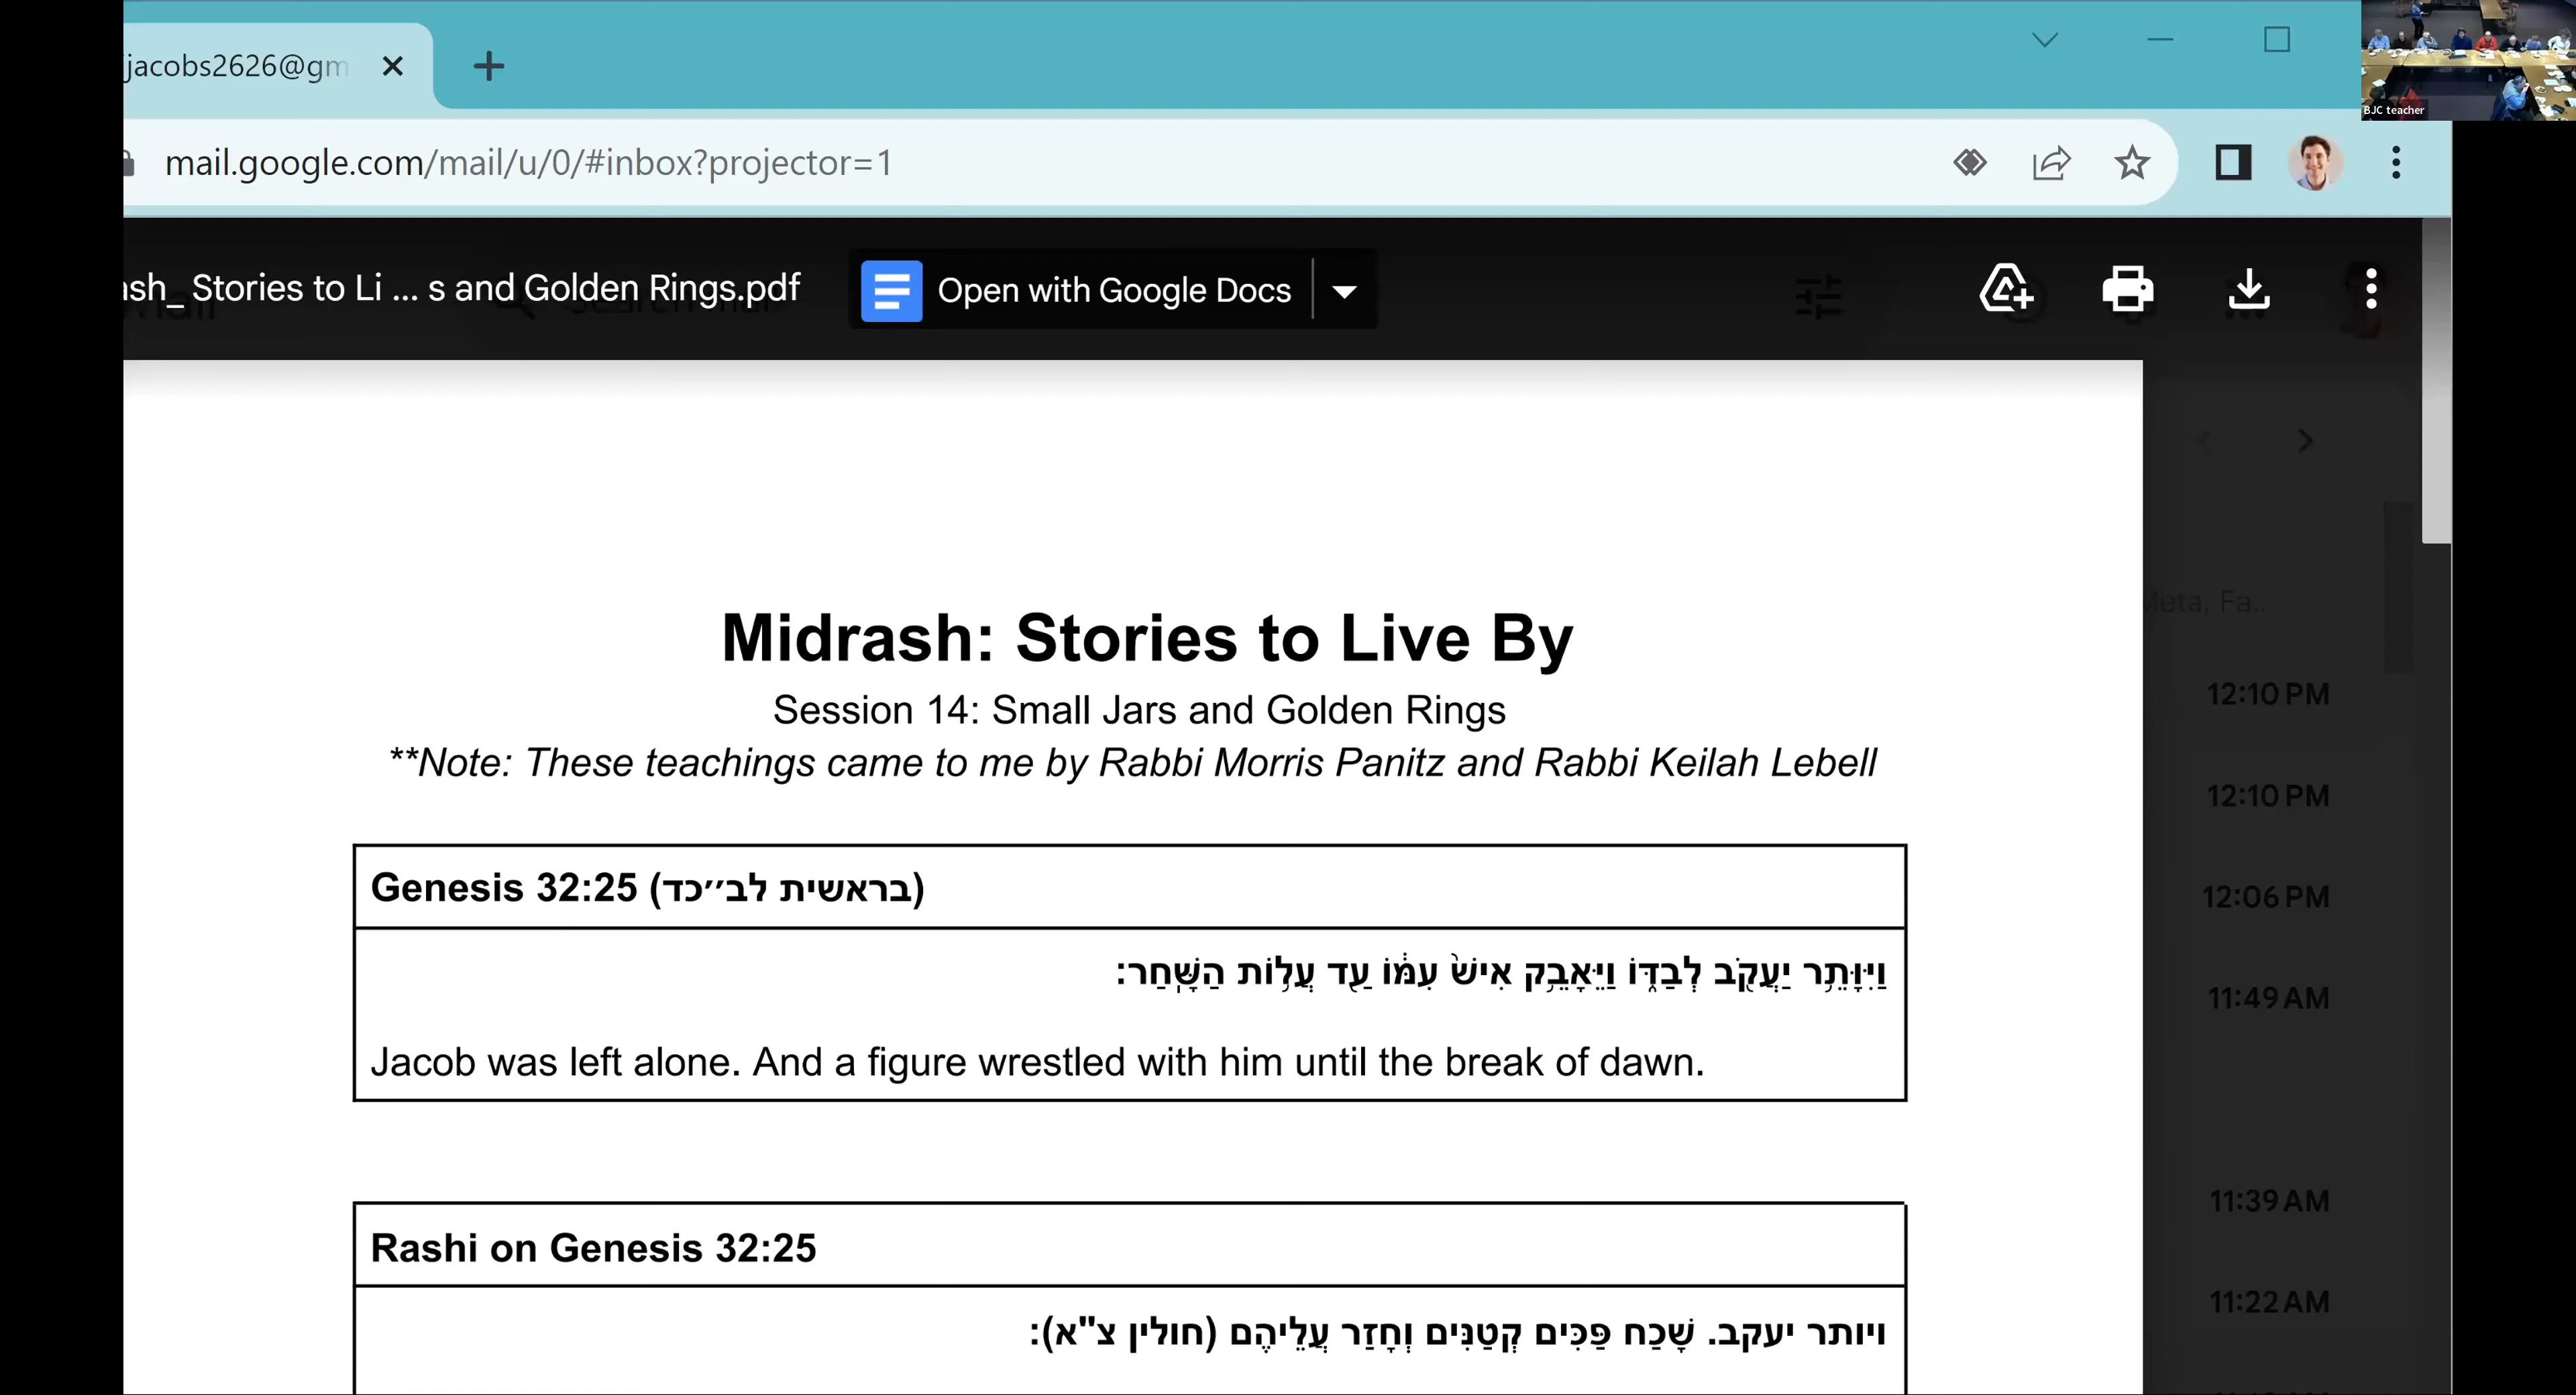 jacobs2626@gm
BJC teacher
mail.google.com/mail/u/0/#inbox?projector=1
ash_ Stories to Li ... s and Golden Rings.pdf
Open with Google Docs
Midrash: Stories to Live By
Session 14: Small Jars and Golden Rings
**Note: These teachings came to me by Rabbi Morris Panitz and Rabbi Keilah Lebell
Genesis 32:25 (בראשית לב׳׳כד)
וַיִּוָּתֵ֥ר יַעֲקֹ֖ב לְבַדּ֑וֹ וַיֵּאָבֵ֥ק אִישׁ֙ עִמּ֔וֹ עַ֖ד עֲל֥וֹת הַשָּֽׁחַר׃
Jacob was left alone. And a figure wrestled with him until the break of dawn.
Rashi on Genesis 32:25
ויותר יעקב. שָׁכַח פַּכִּים קְטַנִּים וְחָזַר עֲלֵיהֶם (חולין צ"א):
Meta, Fa..
12:10 PM
12:10 PM
12:06 PM
11:49 AM
11:39 AM
11:22 AM